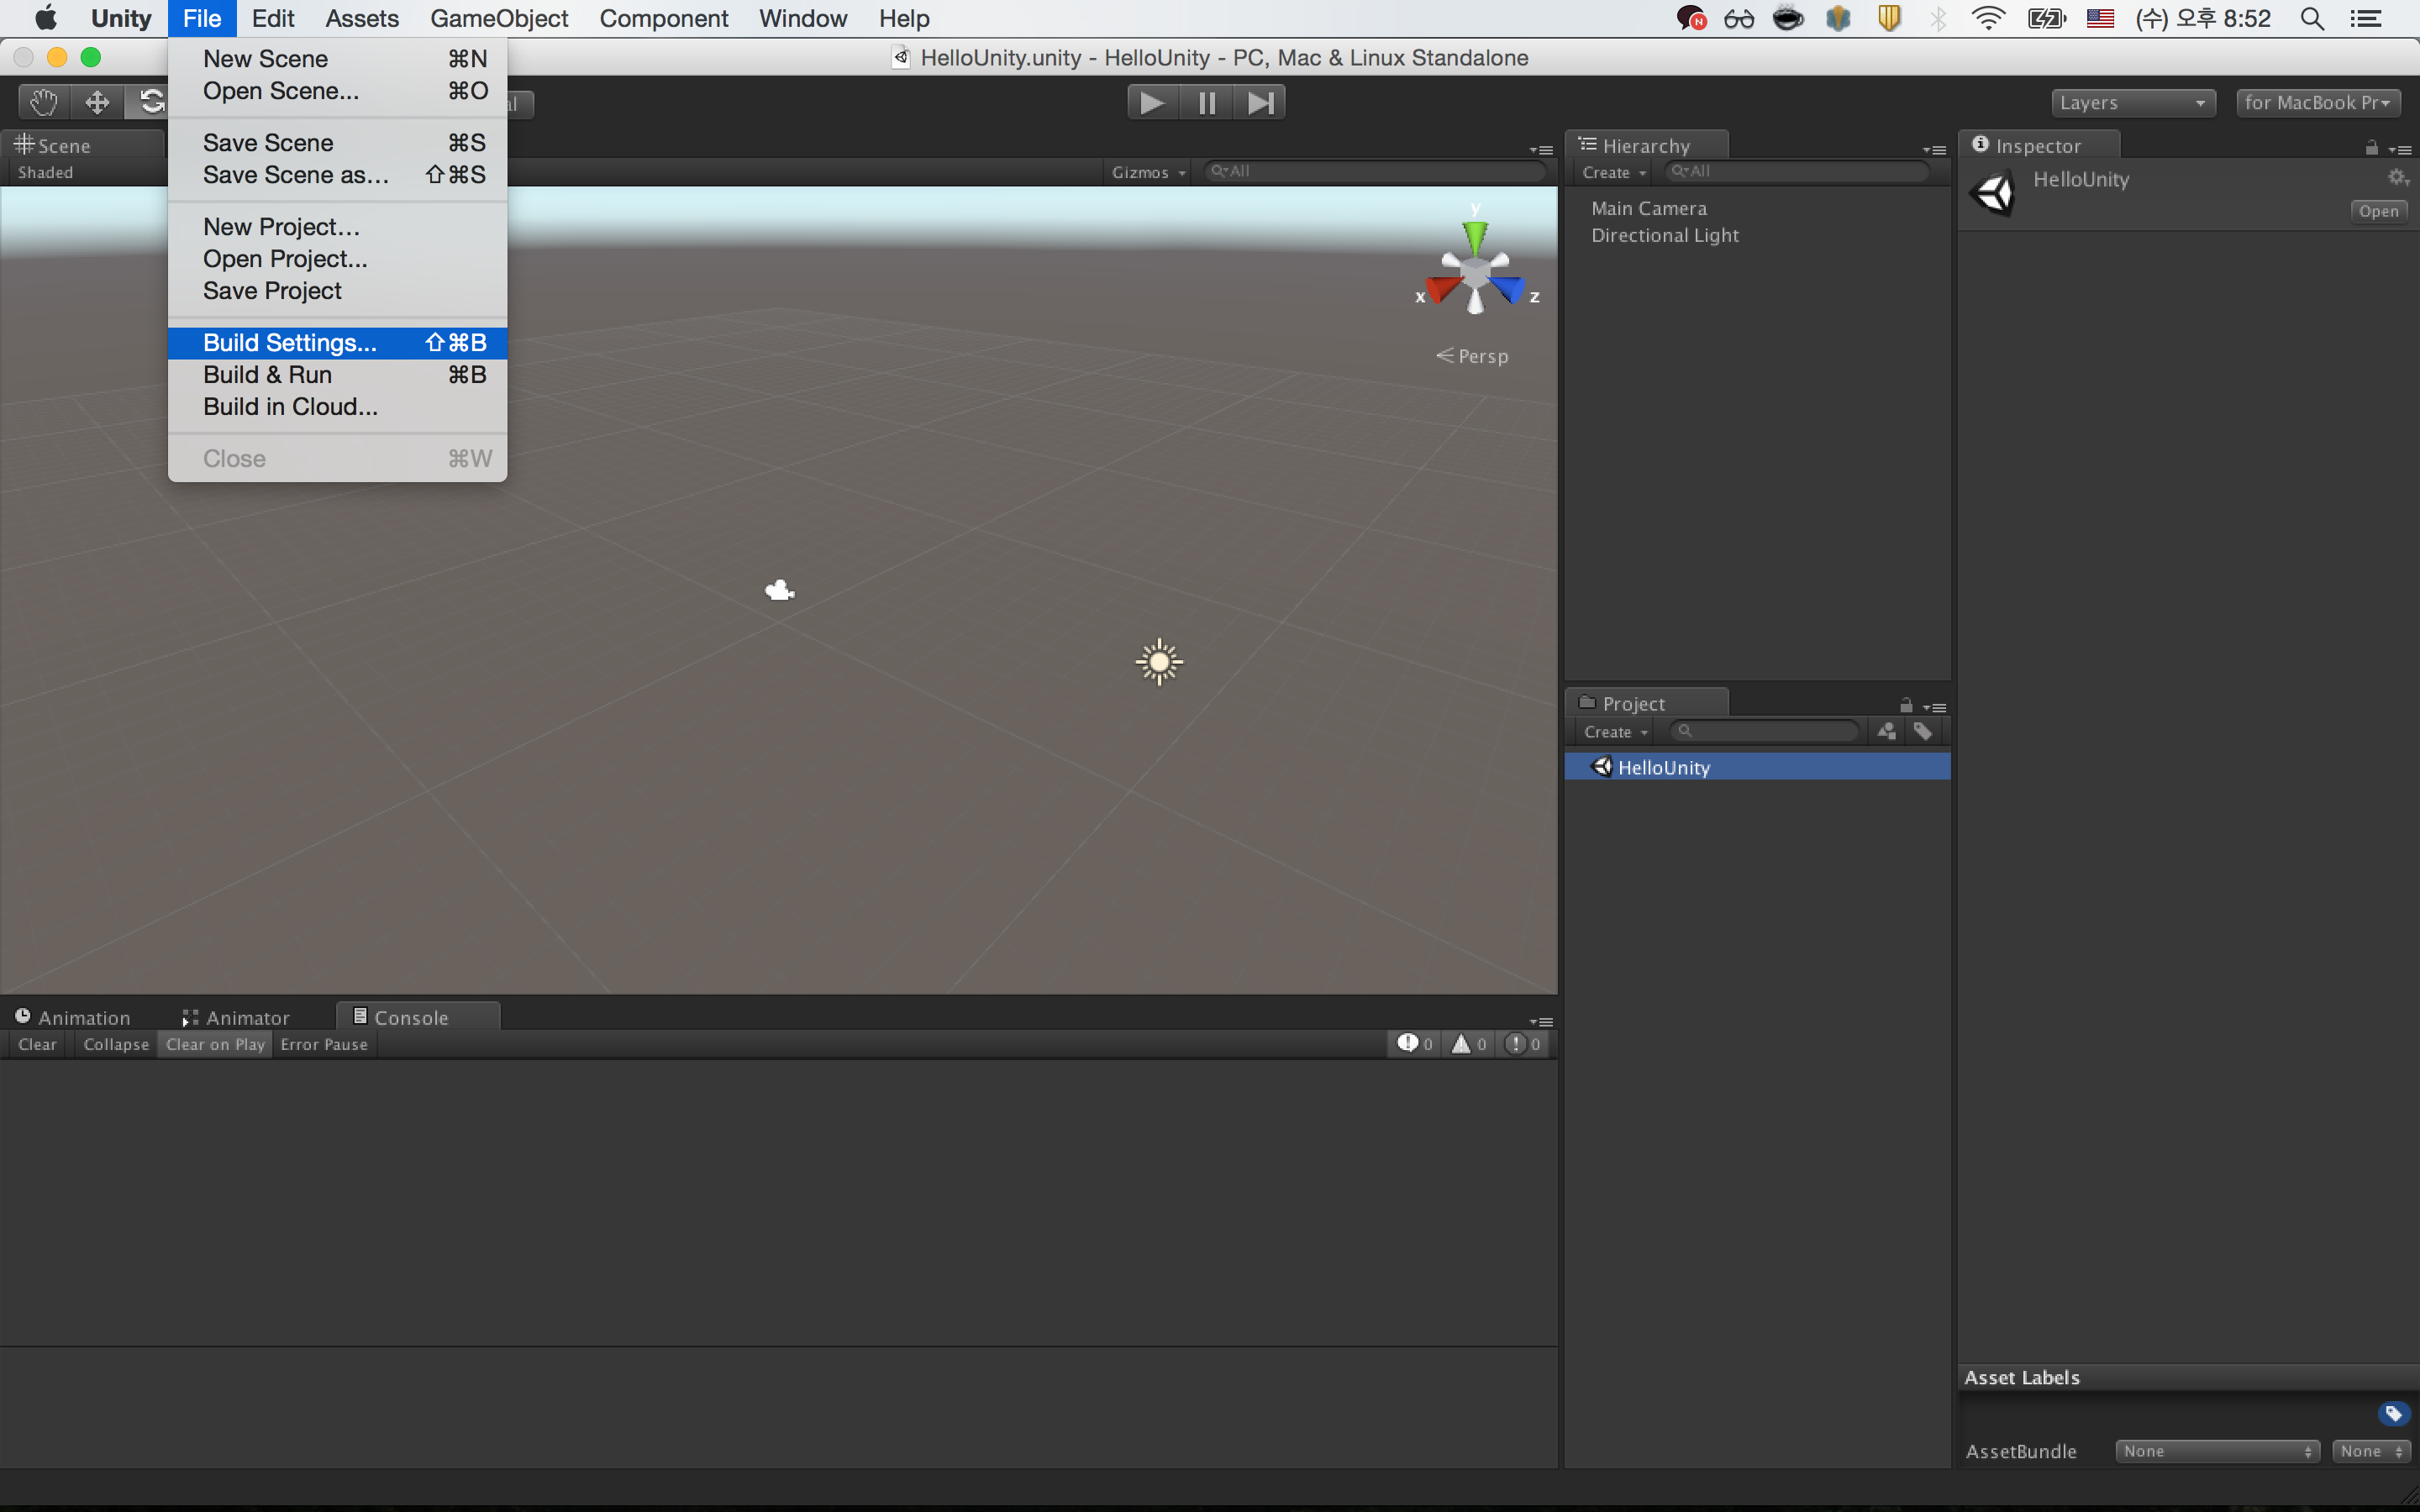 Unity File Edit Assets GameObject Component Window Help (수) 오후 8:52
HelloUnity.unity - HelloUnity - PC, Mac & Linux Standalone
New Scene ⌘N
Open Scene... ⌘O
Save Scene ⌘S
Save Scene as... ⇧⌘S
New Project...
Open Project...
Save Project
Build Settings... ⇧⌘B
Build & Run ⌘B
Build in Cloud...
Close ⌘W
Layers for MacBook Pr
Scene
Shaded Gizmos All
y
x z
Persp
Hierarchy
Create All
Main Camera
Directional Light
Project
Create
HelloUnity
Inspector
HelloUnity
Open
Animation Animator Console
Clear Collapse Clear on Play Error Pause 0 0 0
Asset Labels
AssetBundle None None